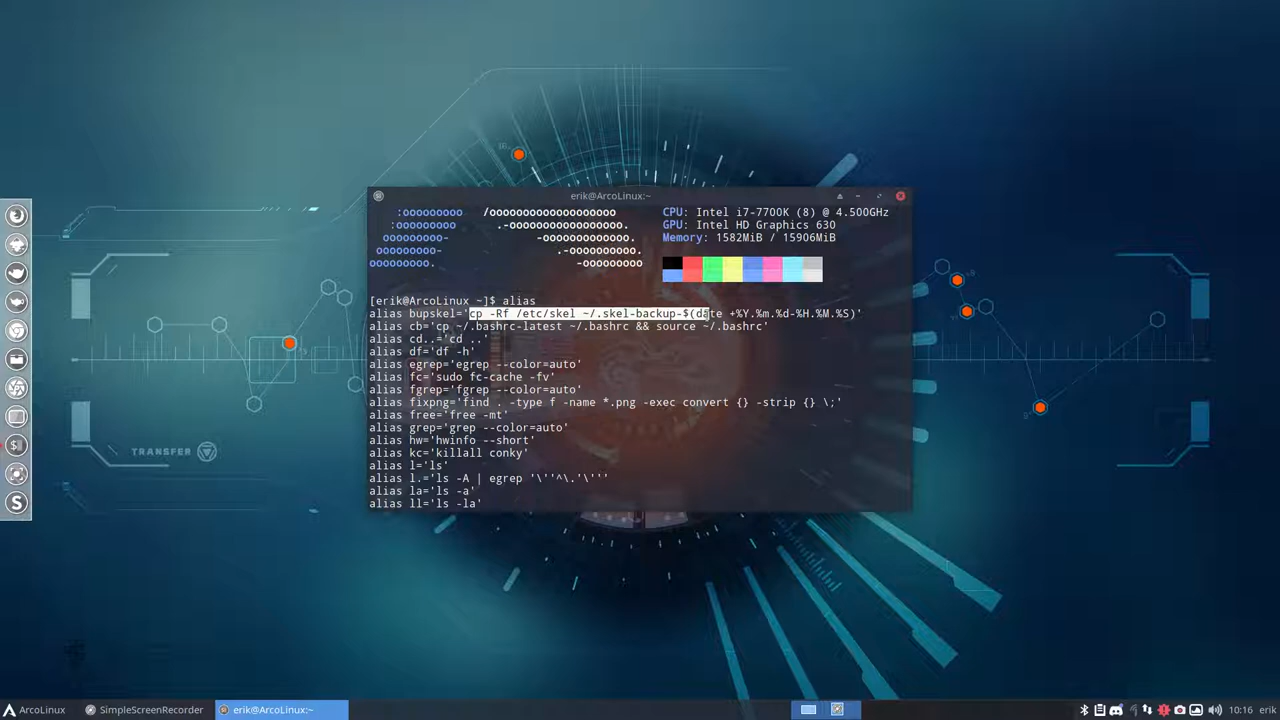 erik@ArcoLinux:~
:ooooooooo /ooooooooooooooooooo CPU: Intel i7-7700K (8) @ 4.500GHz
:ooooooooo .-ooooooooooooooooo. GPU: Intel HD Graphics 630
ooooooooo- -ooooooooooooo. Memory: 1582MiB / 15906MiB
ooooooooo- .-oooooooooo.
ooooooooo. -ooooooooo
[erik@ArcoLinux ~]$ alias
alias bupskel='cp -Rf /etc/skel ~/.skel-backup-$(date +%Y.%m.%d-%H.%M.%S)'
alias cb='cp ~/.bashrc-latest ~/.bashrc && source ~/.bashrc'
alias cd..='cd ..'
alias df='df -h'
alias egrep='egrep --color=auto'
alias fc='sudo fc-cache -fv'
alias fgrep='fgrep --color=auto'
alias fixpng='find . -type f -name *.png -exec convert {} -strip {} \;'
alias free='free -mt'
alias grep='grep --color=auto'
alias hw='hwinfo --short'
alias kc='killall conky'
alias l='ls'
alias l.='ls -A | egrep '\''^\.'\'''
alias la='ls -a'
alias ll='ls -la'
TRANSFER
ArcoLinux SimpleScreenRecorder erik@ArcoLinux:~ 10:16 erik